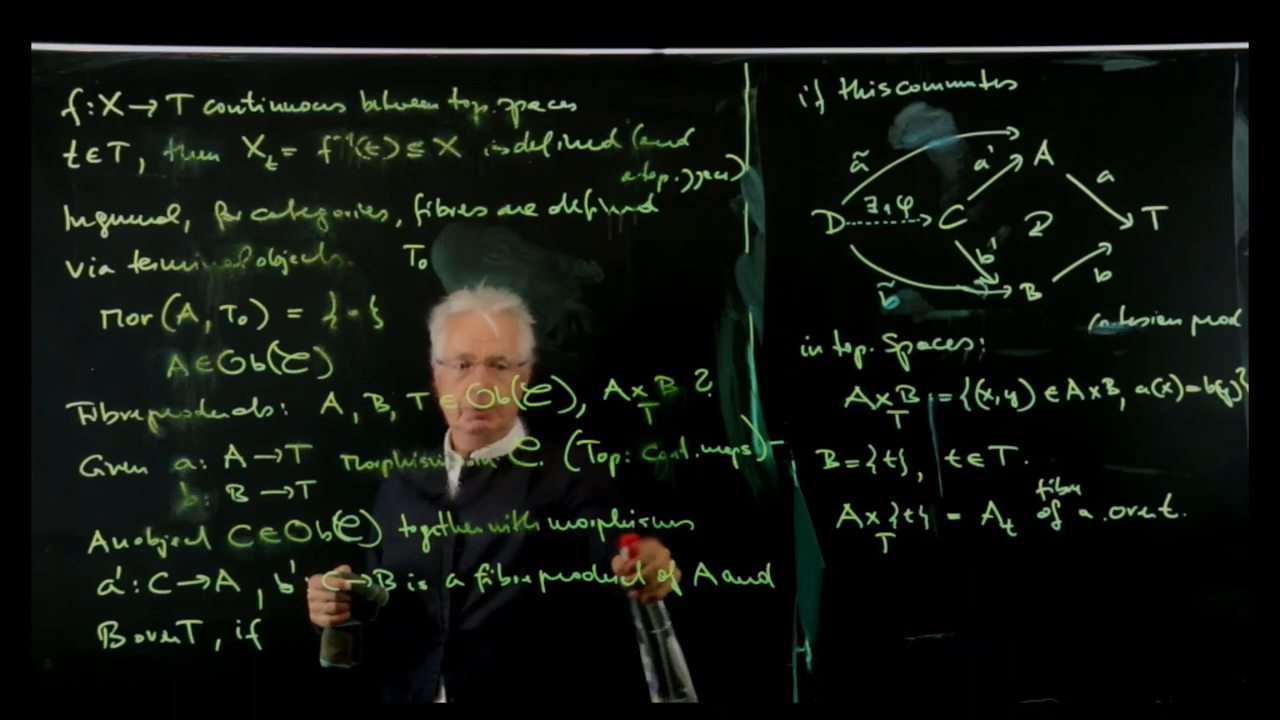 f: X → T continuous between top. spaces
t ∈ T, then X_t = f⁻¹(t) ⊆ X is defined (and
a top. space)
In general, for categories, fibres are defined
via terminal objects. T₀
Mor(A, T₀) = {·}
A ∈ Ob(𝒞)
Fibre products: A, B, T ∈ Ob(𝒞), A ×_T B ?
Given a: A → T morphisms in 𝒞. (Top: Cont. maps)
b: B → T
An object C ∈ Ob(𝒞) together with morphisms
a': C → A, b': C → B is a fibre product of A and
B over T, if
if this commutes
ã a' A a
D ∃₁ φ C T
b' b
b̃ B
Cartesian prod
in top. Spaces:
A ×_T B := {(x,y) ∈ A×B, a(x) = b(y)}
B = {t}, t ∈ T.
fibre
A ×_T {t} = A_t of a over t.